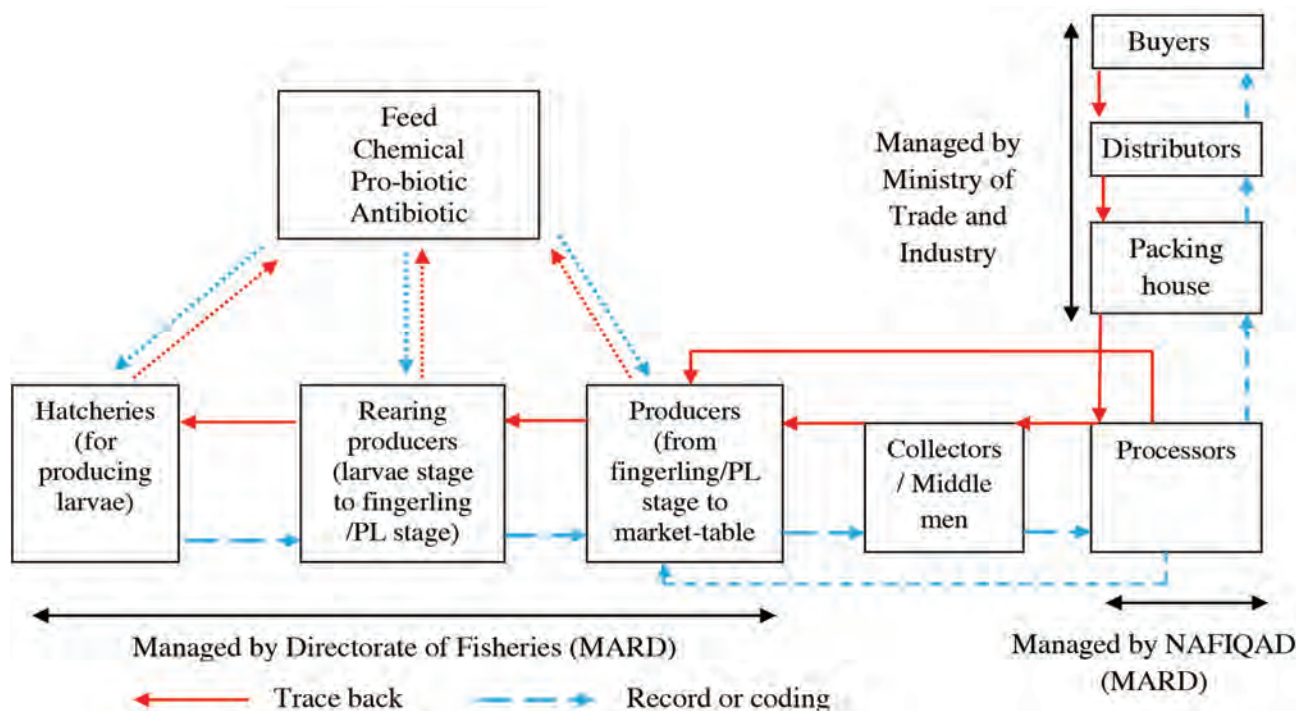 Buyers
Distributors
Packing
house
Managed by
Ministry of
Trade and
Industry
Feed
Chemical
Pro-biotic
Antibiotic
Hatcheries
(for
producing
larvae)
Rearing
producers
(larvae stage
to fingerling
/PL stage)
Producers
(from
fingerling/PL
stage to
market-table
Collectors
/ Middle
men
Processors
Managed by Directorate of Fisheries (MARD)
Managed by NAFIQAD
(MARD)
Trace back
Record or coding